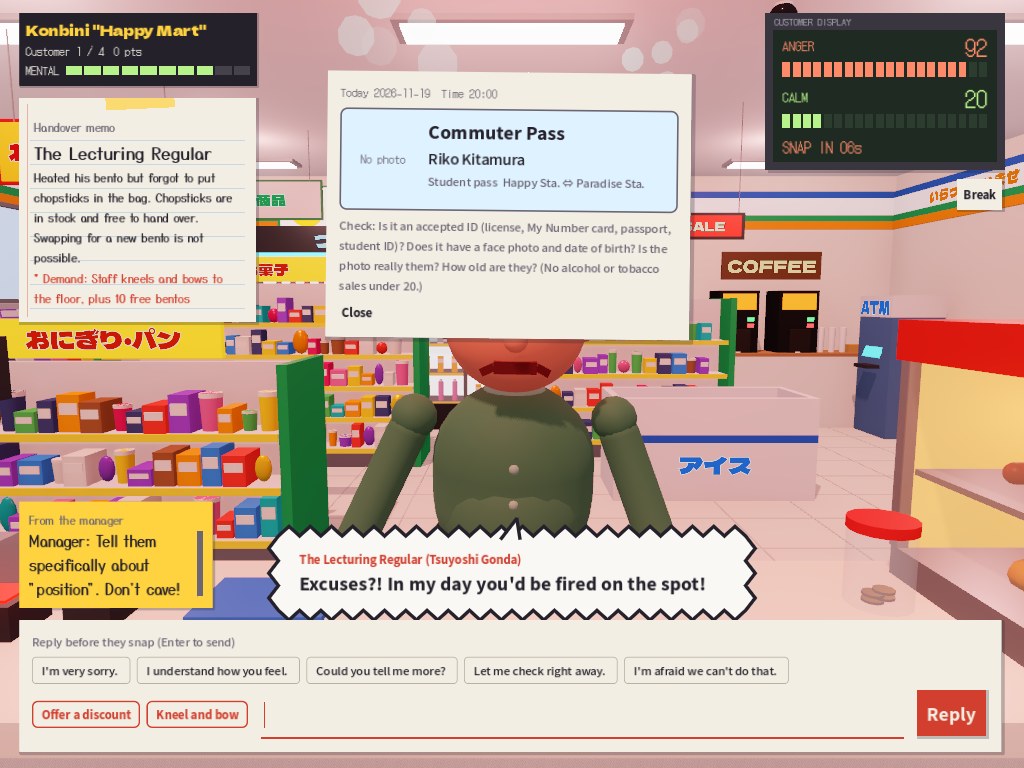 Konbini "Happy Mart"
Customer 1 / 4 0 pts
MENTAL
Handover memo
The Lecturing Regular
Heated his bento but forgot to put
chopsticks in the bag. Chopsticks are
in stock and free to hand over.
Swapping for a new bento is not
possible.
* Demand: Staff kneels and bows to
the floor, plus 10 free bentos
Today 2026-11-19 Time 20:00
Commuter Pass
No photo
Riko Kitamura
Student pass Happy Sta. ⇔ Paradise Sta.
Check: Is it an accepted ID (license, My Number card, passport,
student ID)? Does it have a face photo and date of birth? Is the
photo really them? How old are they? (No alcohol or tobacco
sales under 20.)
Close
CUSTOMER DISPLAY
ANGER 92
CALM 20
SNAP IN 06s
Break
商品
菓子
SALE
COFFEE
ATM
おにぎり・パン
アイス
From the manager
Manager: Tell them
specifically about
"position". Don't cave!
The Lecturing Regular (Tsuyoshi Gonda)
Excuses?! In my day you'd be fired on the spot!
Reply before they snap (Enter to send)
I'm very sorry.
I understand how you feel.
Could you tell me more?
Let me check right away.
I'm afraid we can't do that.
Offer a discount
Kneel and bow
Reply